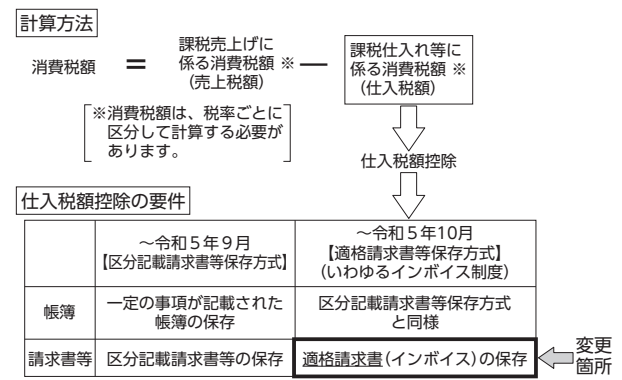 計算方法
消費税額 = 課税売上げに係る消費税額 ※(売上税額) — 課税仕入れ等に係る消費税額 ※(仕入税額)
※消費税額は、税率ごとに
区分して計算する必要が
あります。
仕入税額控除
仕入税額控除の要件
～令和5年9月
【区分記載請求書等保存方式】
～令和5年10月
【適格請求書等保存方式】
(いわゆるインボイス制度)
帳簿
一定の事項が記載された
帳簿の保存
区分記載請求書等保存方式
と同様
請求書等
区分記載請求書等の保存
適格請求書(インボイス)の保存
変更
箇所